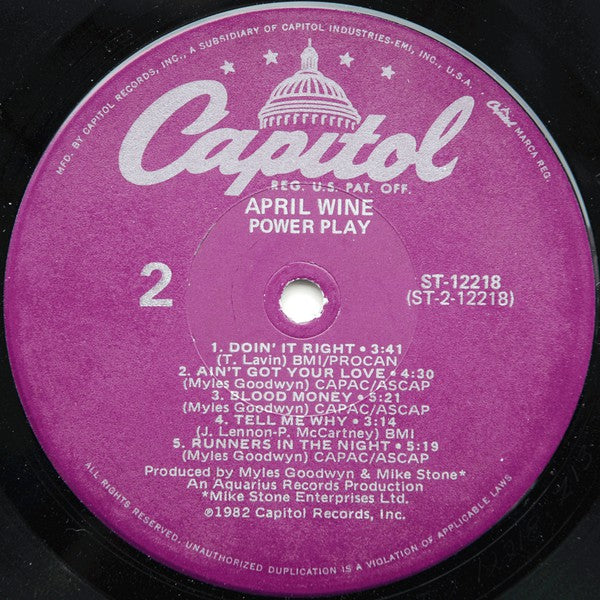 MFD. BY CAPITOL RECORDS, INC., A SUBSIDIARY OF CAPITOL INDUSTRIES-EMI, INC., U.S.A.
Capitol MARCA REG.
Capitol
REG. U.S. PAT. OFF.
APRIL WINE
POWER PLAY
2
ST-12218
(ST-2-12218)
1. DOIN' IT RIGHT • 3:41
(T. Lavin) BMI/PROCAN
2. AIN'T GOT YOUR LOVE • 4:30
(Myles Goodwyn) CAPAC/ASCAP
3. BLOOD MONEY • 5:21
(Myles Goodwyn) CAPAC/ASCAP
4. TELL ME WHY • 3:14
(J. Lennon-P. McCartney) BMI
5. RUNNERS IN THE NIGHT • 5:19
(Myles Goodwyn) CAPAC/ASCAP
Produced by Myles Goodwyn & Mike Stone*
An Aquarius Records Production
*Mike Stone Enterprises Ltd.
℗1982 Capitol Records, Inc.
ALL RIGHTS RESERVED. UNAUTHORIZED DUPLICATION IS A VIOLATION OF APPLICABLE LAWS